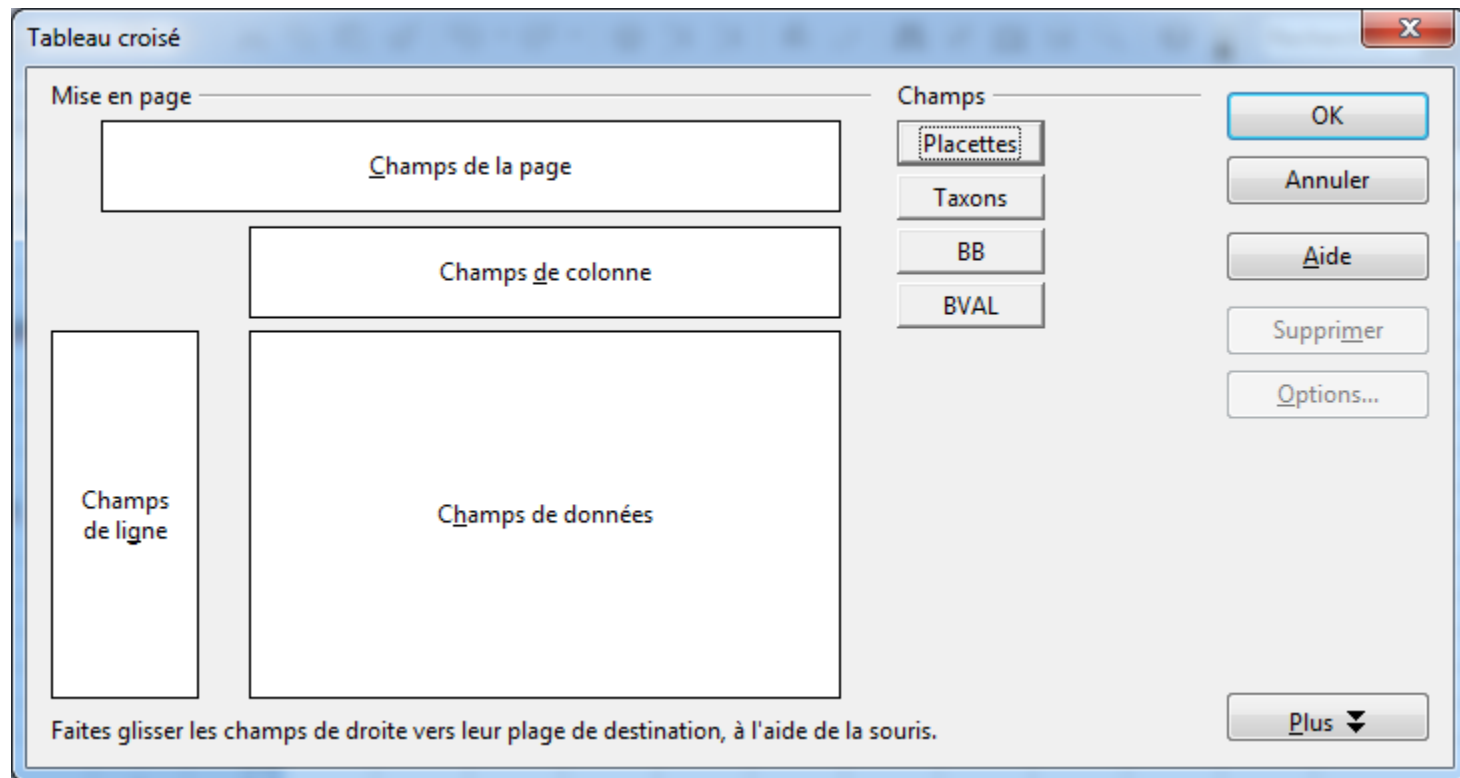 Tableau croisé
Mise en page
Champs
Champs de la page
Champs de colonne
Champs
de ligne
Champs de données
Placettes
Taxons
BB
BVAL
OK
Annuler
Aide
Supprimer
Options...
Faites glisser les champs de droite vers leur plage de destination, à l'aide de la souris.
Plus